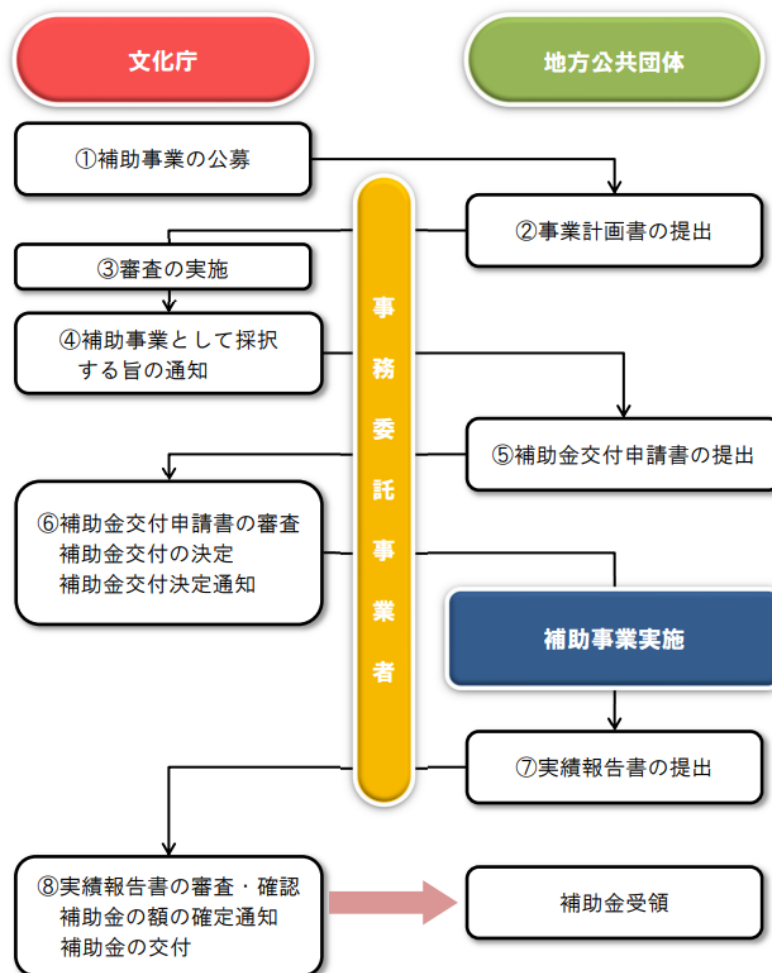 文化庁
地方公共団体
①補助事業の公募
②事業計画書の提出
③審査の実施
④補助事業として採択
する旨の通知
⑤補助金交付申請書の提出
⑥補助金交付申請書の審査
補助金交付の決定
補助金交付決定通知
事務委託事業者
補助事業実施
⑦実績報告書の提出
⑧実績報告書の審査・確認
補助金の額の確定通知
補助金の交付
補助金受領